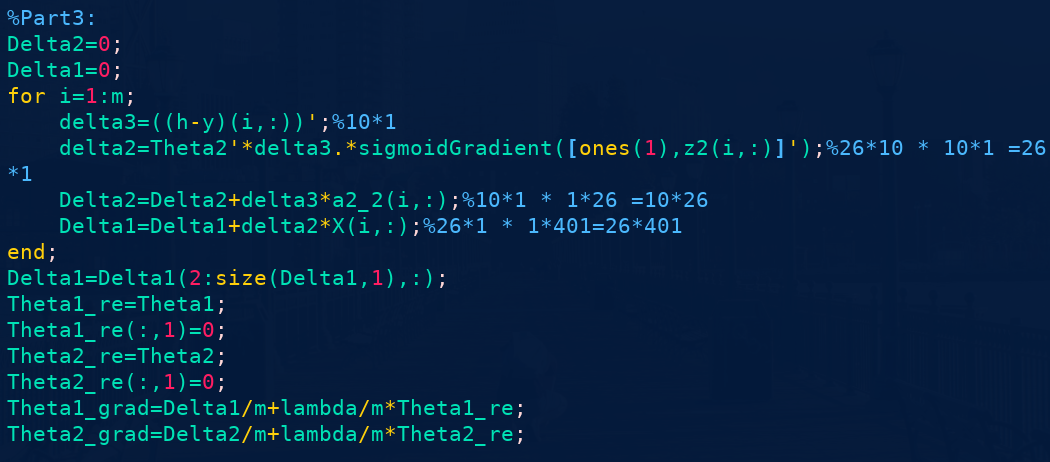 %Part3:
Delta2=0;
Delta1=0;
for i=1:m;
    delta3=((h-y)(i,:))';%10*1
    delta2=Theta2'*delta3.*sigmoidGradient([ones(1),z2(i,:)]');%26*10 * 10*1 =26
*1
    Delta2=Delta2+delta3*a2_2(i,:);%10*1 * 1*26 =10*26
    Delta1=Delta1+delta2*X(i,:);%26*1 * 1*401=26*401
end;
Delta1=Delta1(2:size(Delta1,1),:);
Theta1_re=Theta1;
Theta1_re(:,1)=0;
Theta2_re=Theta2;
Theta2_re(:,1)=0;
Theta1_grad=Delta1/m+lambda/m*Theta1_re;
Theta2_grad=Delta2/m+lambda/m*Theta2_re;